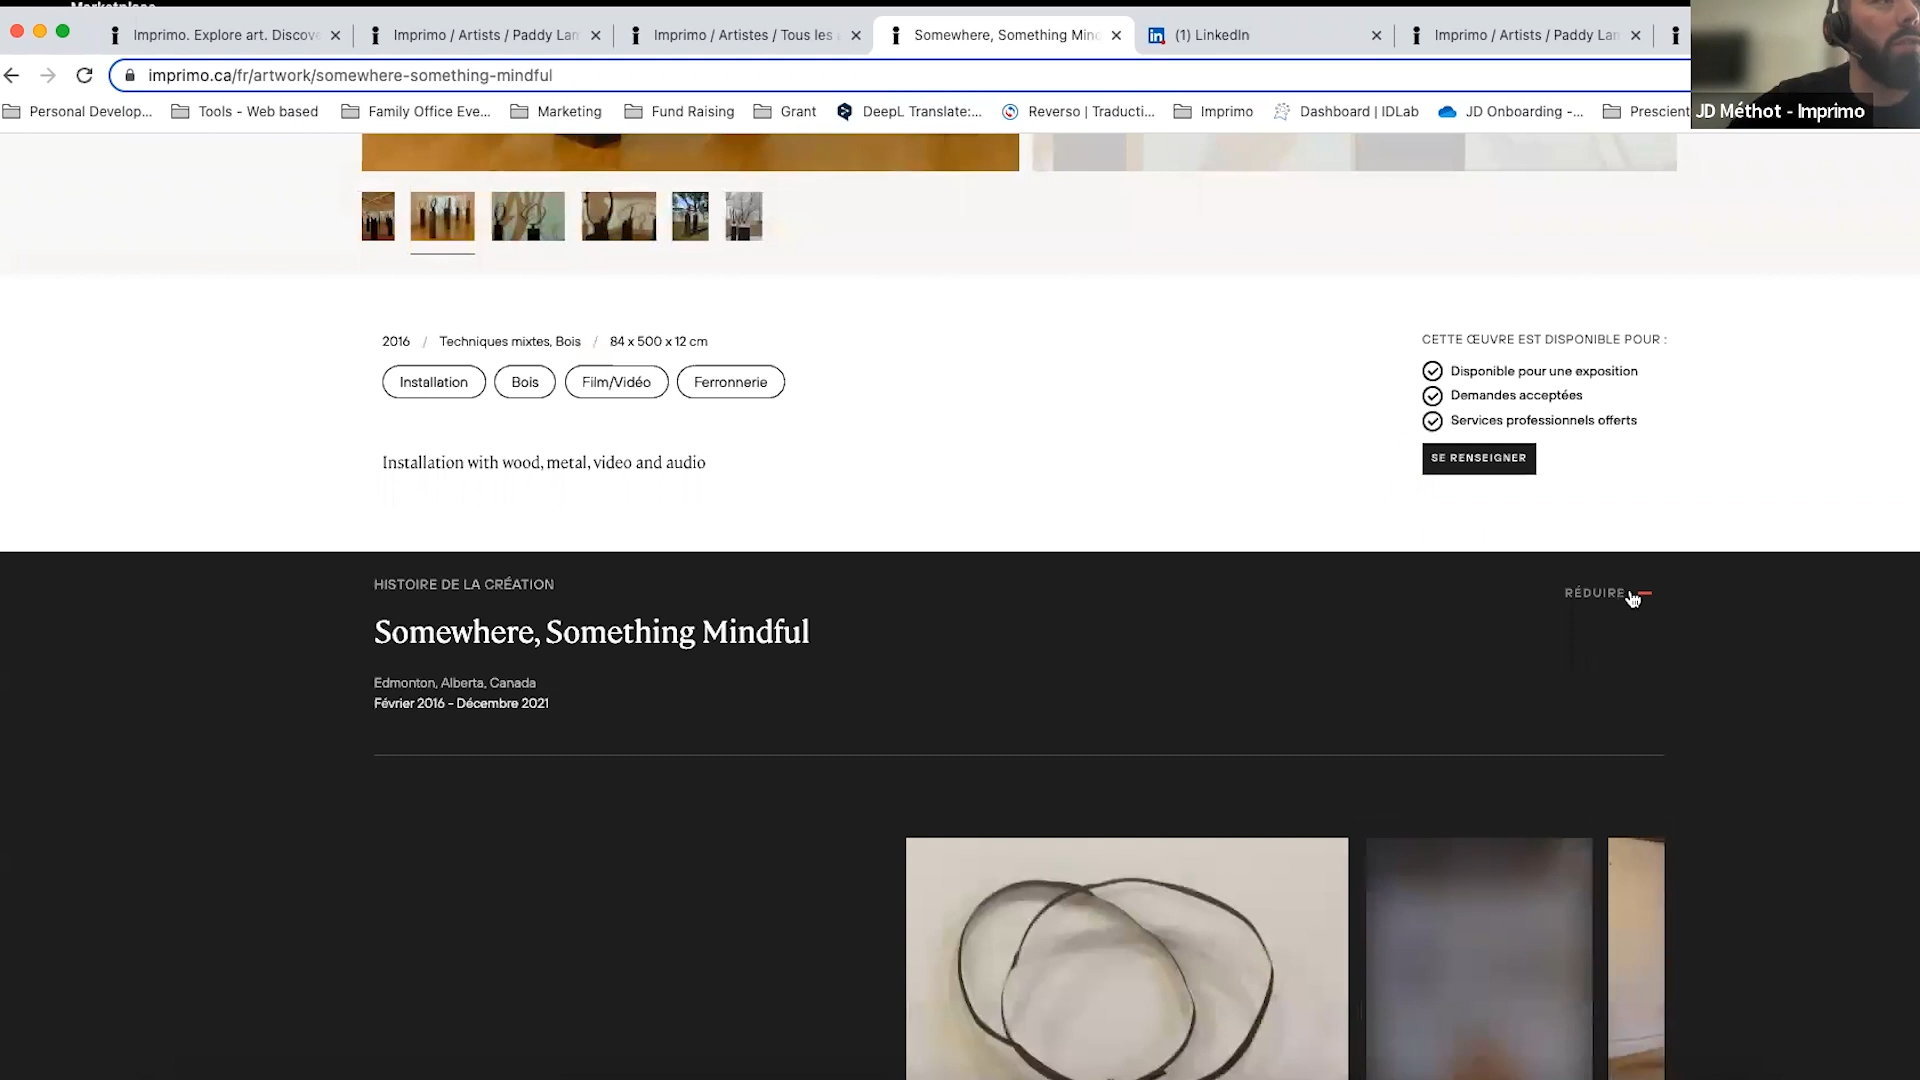 Marketplace
Imprimo. Explore art. Discove
Imprimo / Artists / Paddy Lam
Imprimo / Artistes / Tous les
Somewhere, Something Mind
(1) LinkedIn
Imprimo / Artists / Paddy Lam
imprimo.ca/fr/artwork/somewhere-something-mindful
Personal Develop...
Tools - Web based
Family Office Eve...
Marketing
Fund Raising
Grant
DeepL Translate:...
Reverso | Traducti...
Imprimo
Dashboard | IDLab
JD Onboarding -...
Prescient
JD Méthot - Imprimo
2016 / Techniques mixtes, Bois / 84 x 500 x 12 cm
Installation
Bois
Film/Vidéo
Ferronnerie
Installation with wood, metal, video and audio
CETTE ŒUVRE EST DISPONIBLE POUR :
Disponible pour une exposition
Demandes acceptées
Services professionnels offerts
SE RENSEIGNER
HISTOIRE DE LA CRÉATION
RÉDUIRE
Somewhere, Something Mindful
Edmonton, Alberta, Canada
Février 2016 - Décembre 2021